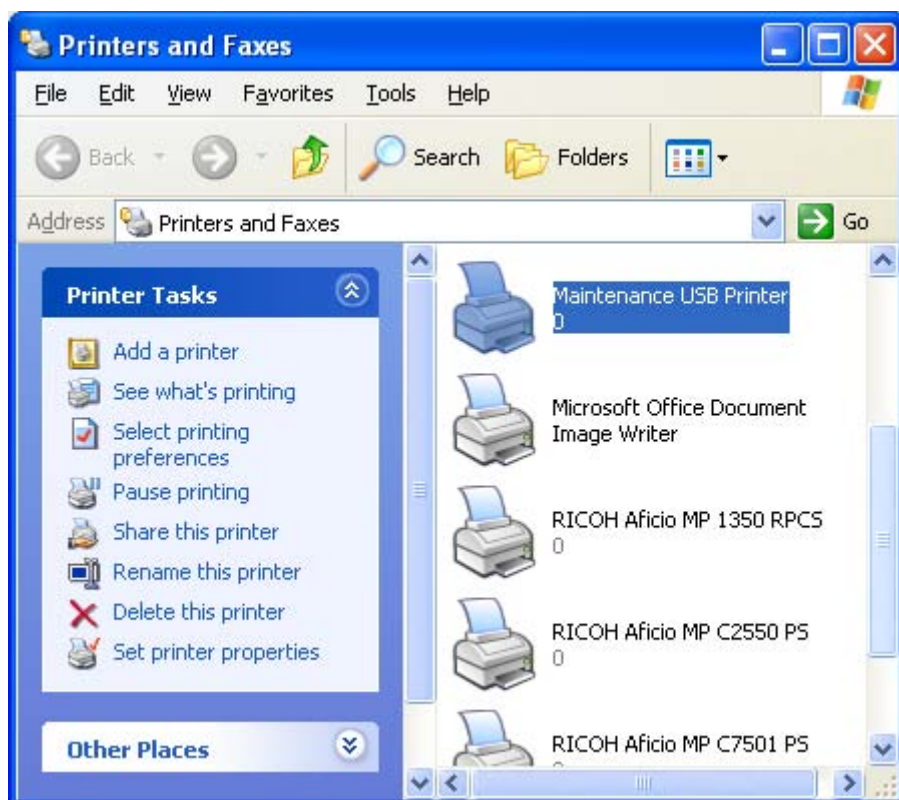 Printers and Faxes
File Edit View Favorites Tools Help
Back Search Folders
Address Printers and Faxes Go
Printer Tasks
Add a printer
See what's printing
Select printing
preferences
Pause printing
Share this printer
Rename this printer
Delete this printer
Set printer properties
Other Places
Maintenance USB Printer
0
Microsoft Office Document
Image Writer
RICOH Aficio MP 1350 RPCS
0
RICOH Aficio MP C2550 PS
0
RICOH Aficio MP C7501 PS